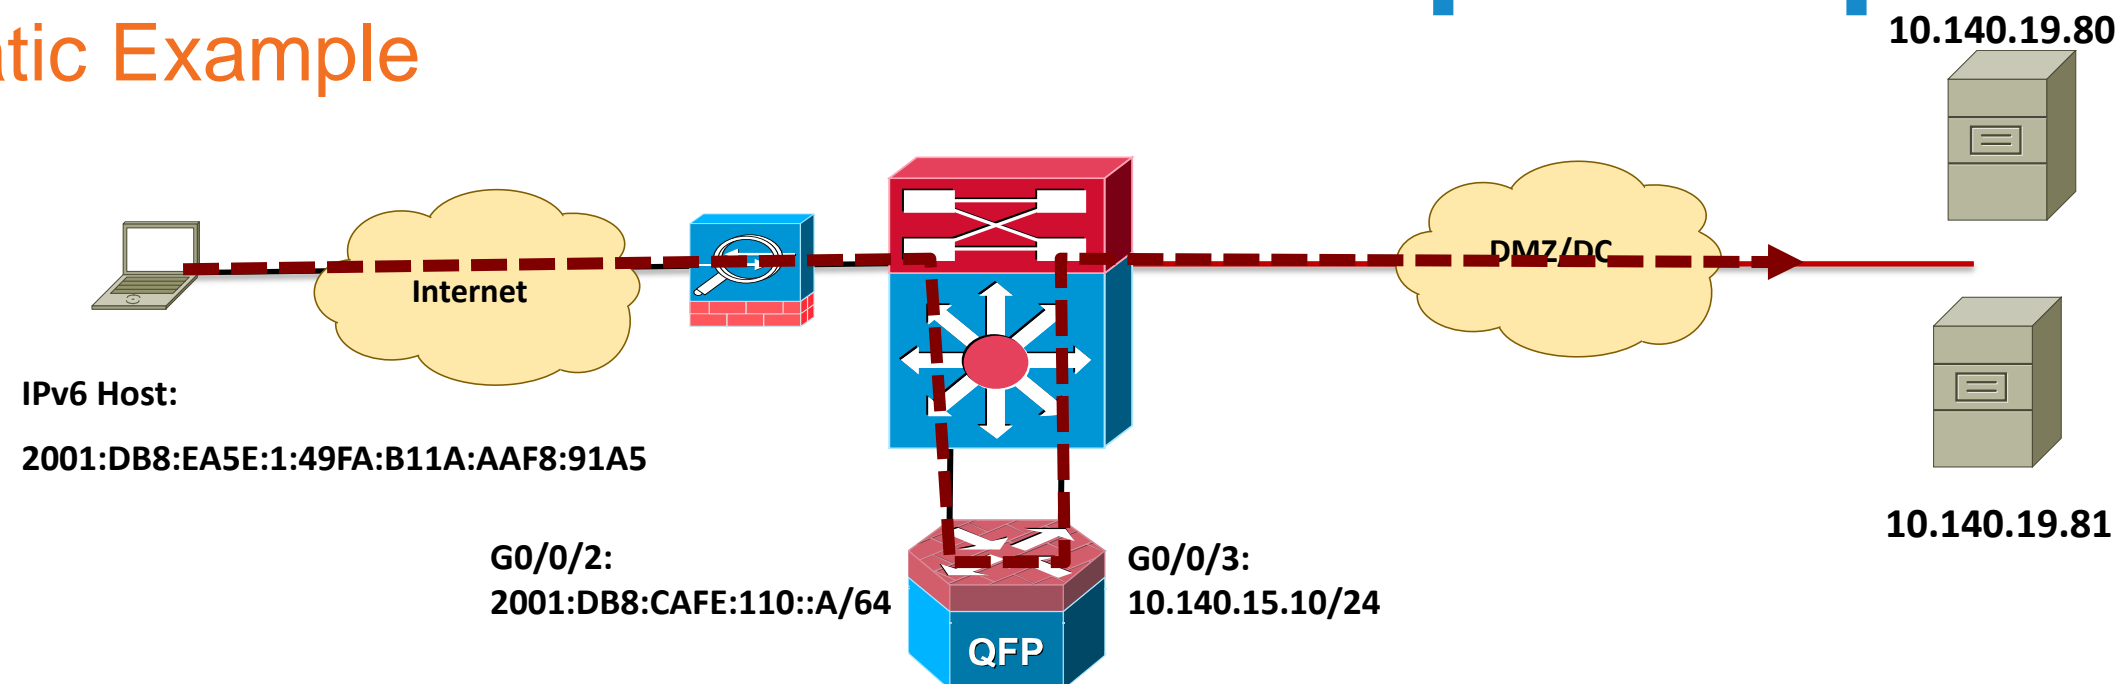 Example
10.140.19.80
DMZ/DC
Internet
IPv6 Host:
2001:DB8:EA5E:1:49FA:B11A:AAF8:91A5
10.140.19.81
G0/0/2:
2001:DB8:CAFE:110::A/64
G0/0/3:
10.140.15.10/24
QFP